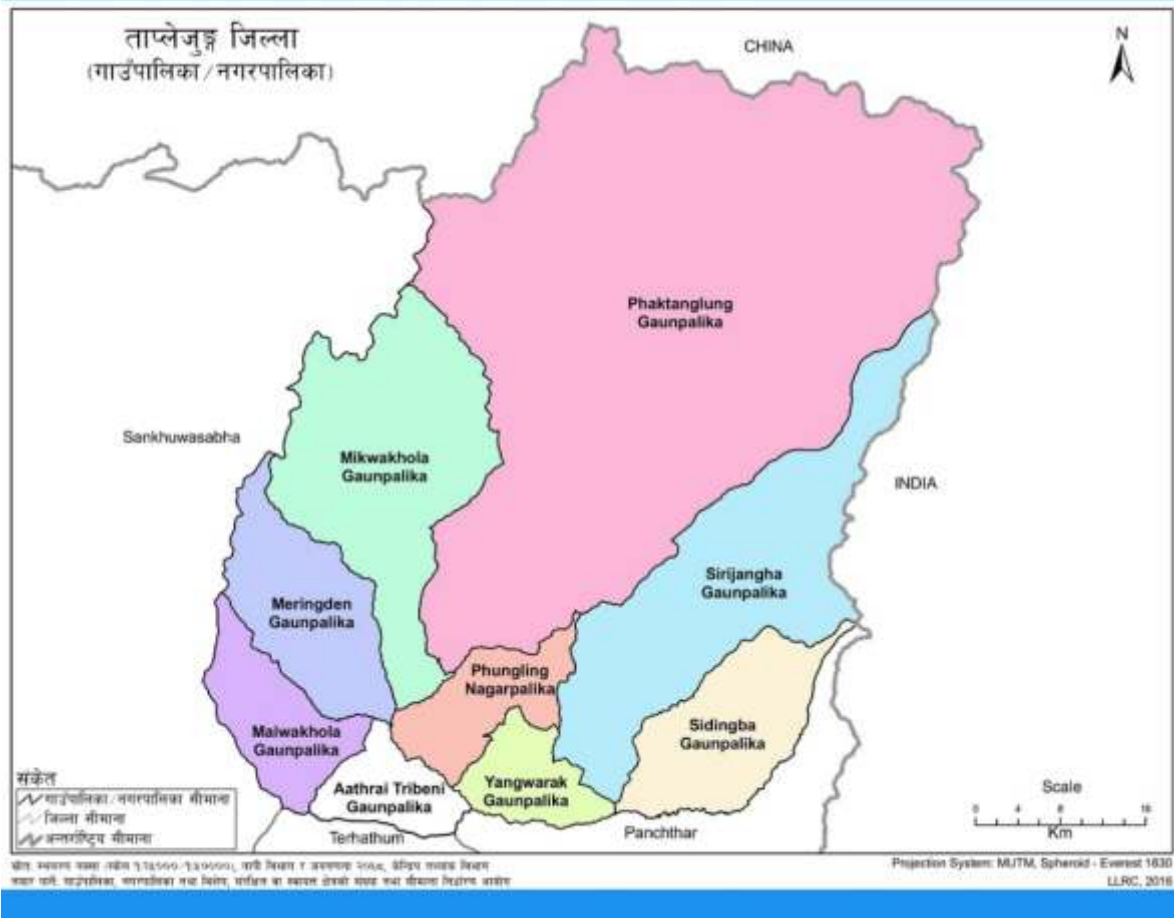 ताप्लेजुङ्ग जिल्ला
(गाउँपालिका/नगरपालिका)
CHINA
N
Phaktanglung
Gaunpalika
Sankhuwasabha
Mikwakhola
Gaunpalika
INDIA
Sirijangha
Gaunpalika
Meringden
Gaunpalika
Phungling
Nagarpalika
Maiwakhola
Gaunpalika
Sidingba
Gaunpalika
Aathrai Tribeni
Gaunpalika
Yangwarak
Gaunpalika
Terhathum
Panchthar
संकेत
गाउँपालिका/नगरपालिका सीमाना
जिल्ला सीमाना
अन्तर्राष्ट्रिय सीमाना
Scale
0 4 8 16
Km
Projection System: MUTM, Spheroid - Everest 1830
LLRC, 2016